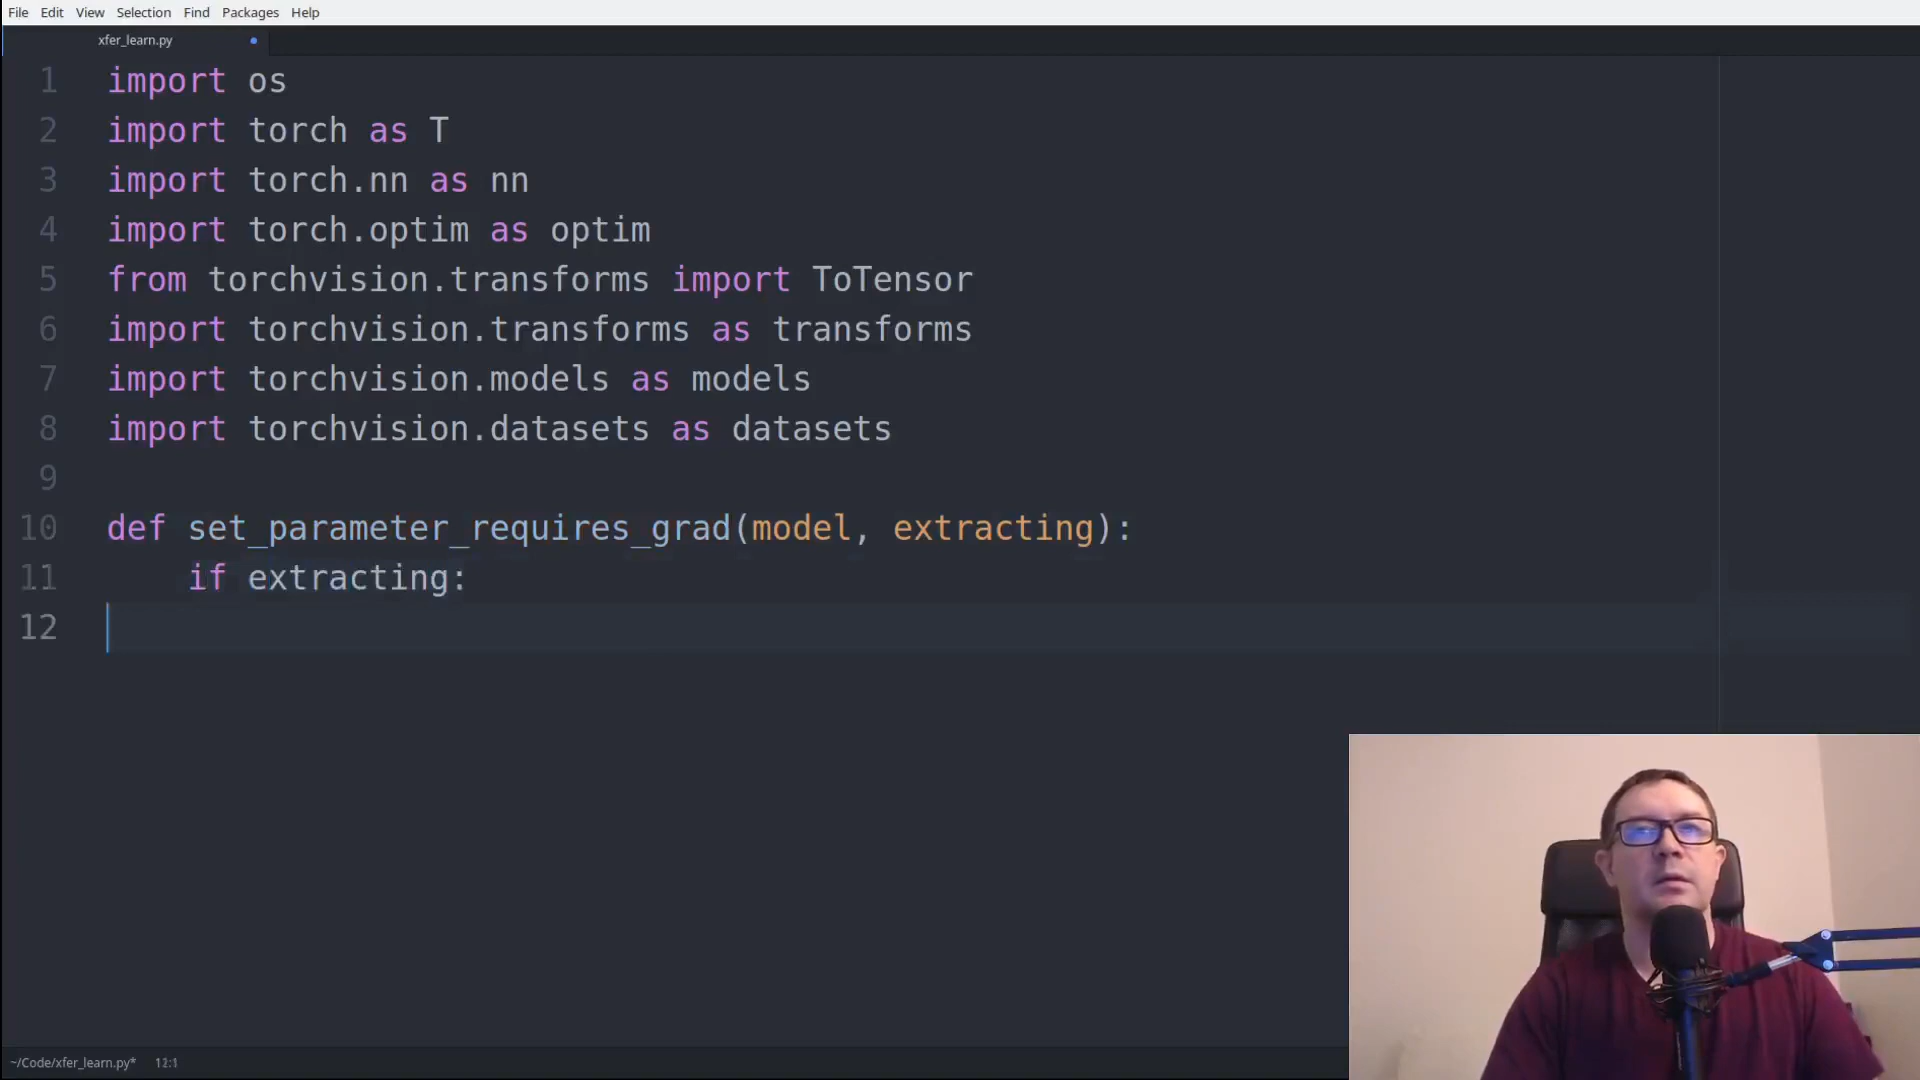 File Edit View Selection Find Packages Help
xfer_learn.py
1 import os
2 import torch as T
3 import torch.nn as nn
4 import torch.optim as optim
5 from torchvision.transforms import ToTensor
6 import torchvision.transforms as transforms
7 import torchvision.models as models
8 import torchvision.datasets as datasets
9
10 def set_parameter_requires_grad(model, extracting):
11     if extracting:
12
~/Code/xfer_learn.py* 12:1